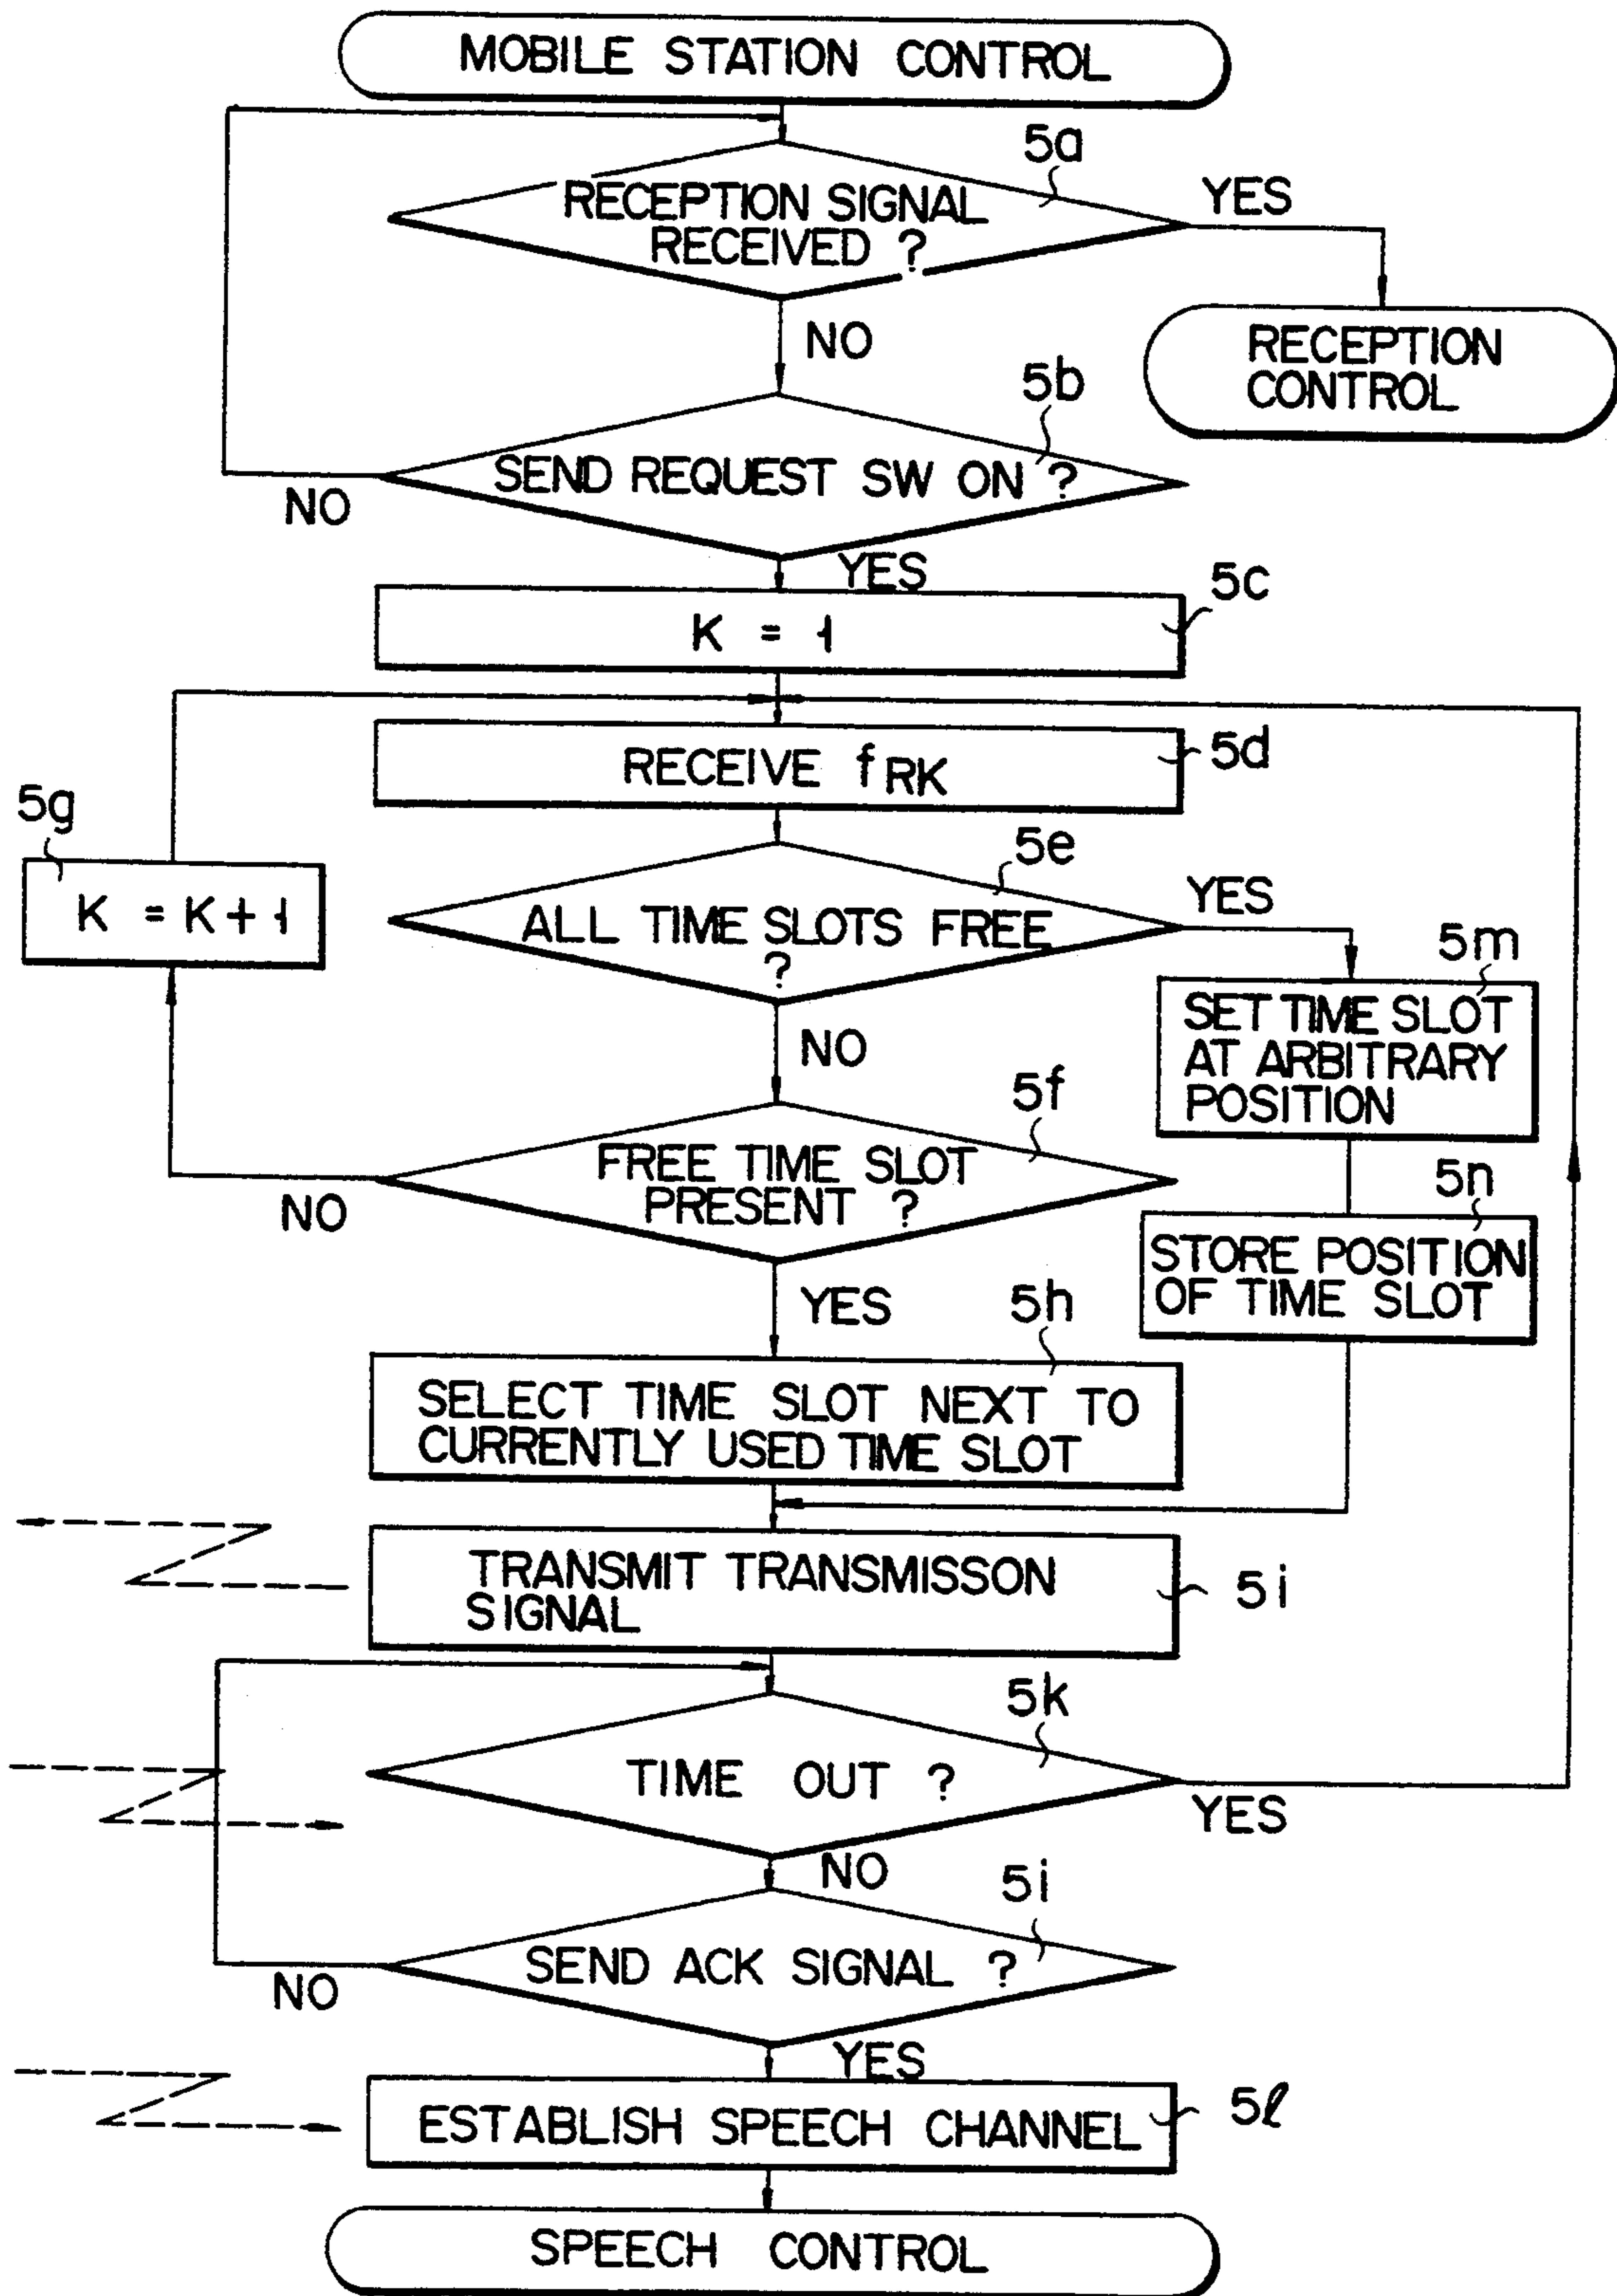 MOBILE STATION CONTROL
5a
RECEPTION SIGNAL
RECEIVED ?
YES
NO
RECEPTION
CONTROL
5b
SEND REQUEST SW ON ?
NO
YES
5c
K = 1
RECEIVE fRK
5d
5g
K = K+1
5e
ALL TIME SLOTS FREE
?
YES
NO
5m
SET TIME SLOT
AT ARBITRARY
POSITION
5f
FREE TIME SLOT
PRESENT ?
NO
YES
5n
STORE POSITION
OF TIME SLOT
5h
SELECT TIME SLOT NEXT TO
CURRENTLY USED TIME SLOT
TRANSMIT TRANSMISSON
SIGNAL
5i
5k
TIME OUT ?
YES
NO
5i
SEND ACK SIGNAL ?
NO
YES
ESTABLISH SPEECH CHANNEL
5ℓ
SPEECH CONTROL